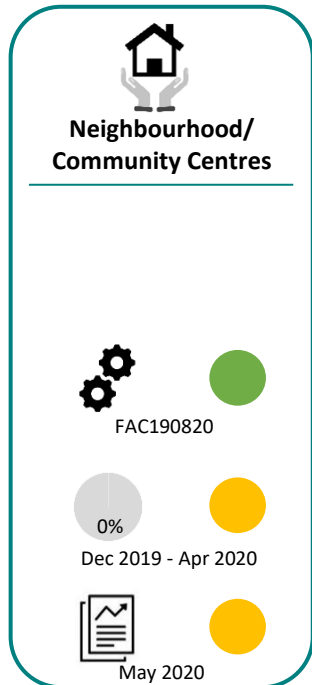 Neighbourhood/
Community Centres
FAC190820
0%
Dec 2019 - Apr 2020
May 2020